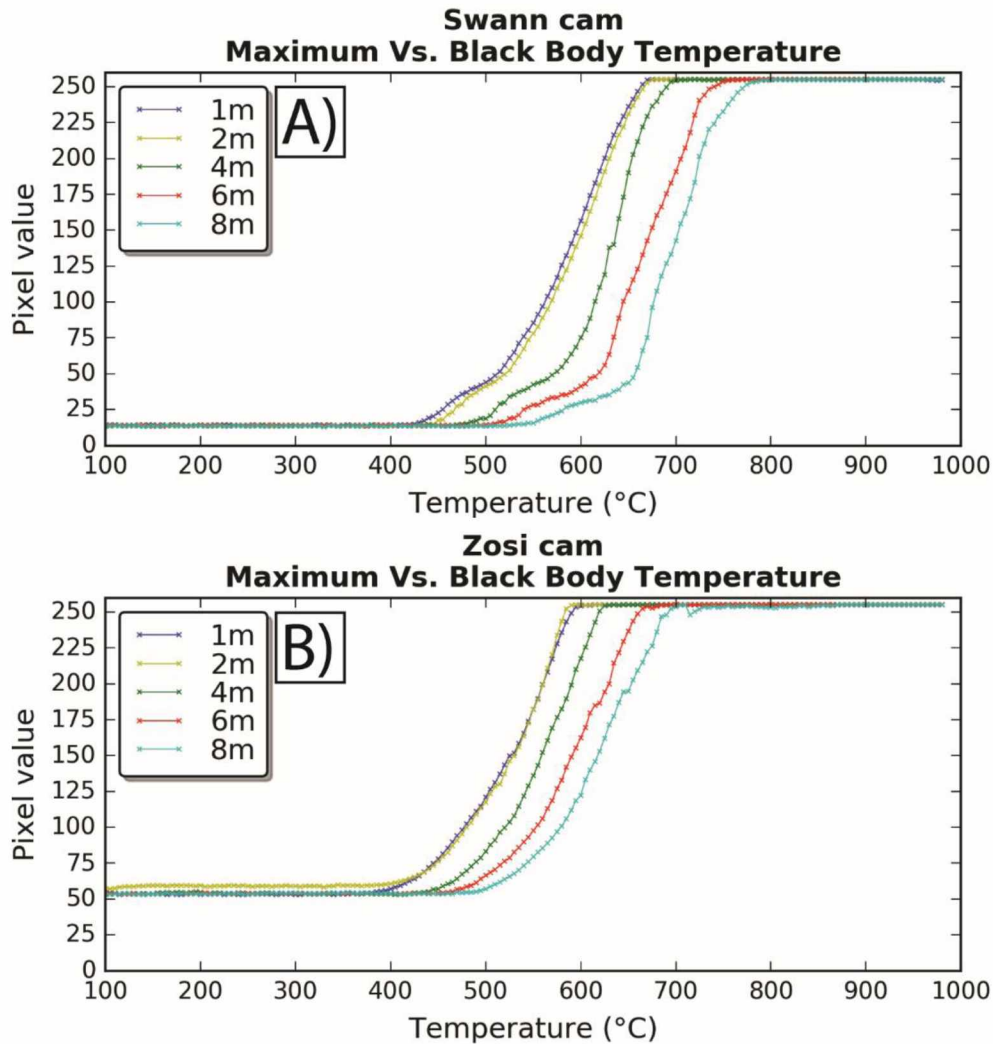 Swann cam
Maximum Vs. Black Body Temperature
250
225
200
175
150
125
100
75
50
25
0
Pixel value
1m
2m
4m
6m
8m
A)
100 200 300 400 500 600 700 800 900 1000
Temperature (°C)
Zosi cam
Maximum Vs. Black Body Temperature
250
225
200
175
150
125
100
75
50
25
0
Pixel value
1m
2m
4m
6m
8m
B)
100 200 300 400 500 600 700 800 900 1000
Temperature (°C)